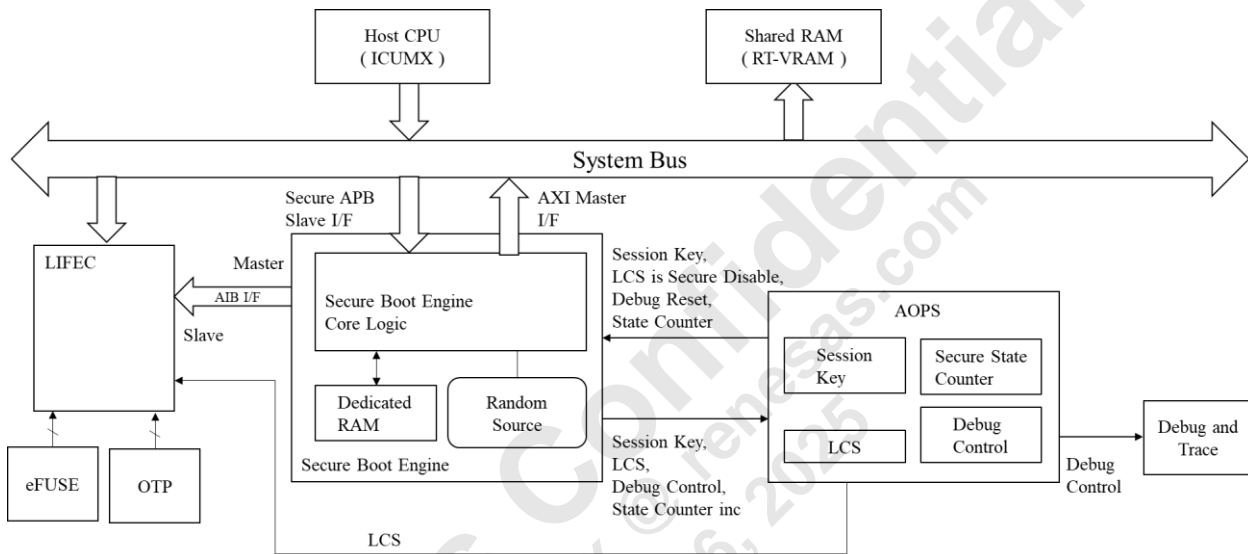 Host CPU
( ICUMX )
Shared RAM
( RT-VRAM )
System Bus
Secure APB
Slave I/F
AXI Master
I/F
LIFEC
Master
AIB I/F
Slave
Secure Boot Engine
Core Logic
Dedicated
RAM
Random
Source
Secure Boot Engine
Session Key,
LCS is Secure Disable,
Debug Reset,
State Counter
Session Key,
LCS,
Debug Control,
State Counter inc
AOPS
Session
Key
Secure State
Counter
LCS
Debug
Control
Debug
Control
Debug and
Trace
eFUSE
OTP
LCS
Confidential
© renesas.com
2025